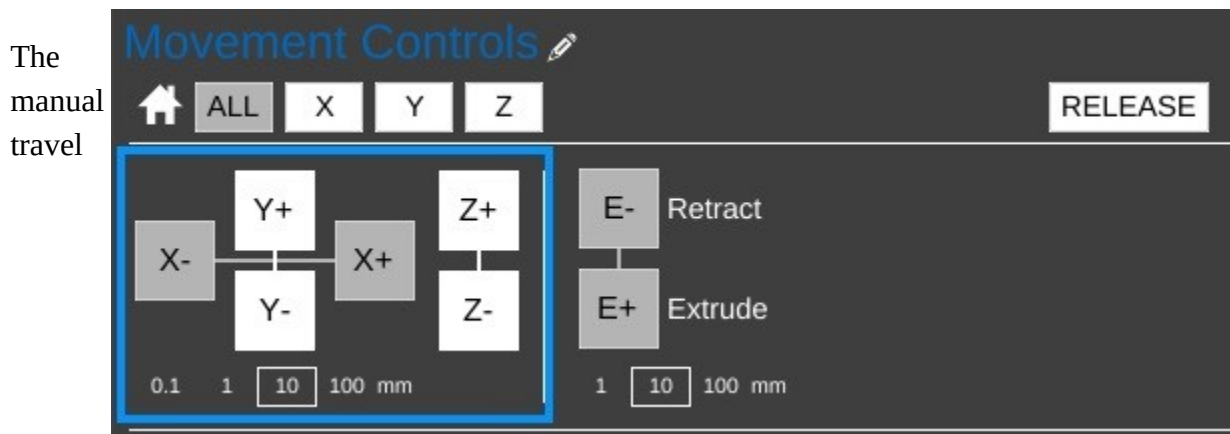 The
manual
travel
Movement Controls
ALL X Y Z RELEASE
Y+ Z+ E- Retract
X- X+
Y- Z- E+ Extrude
0.1 1 10 100 mm 1 10 100 mm